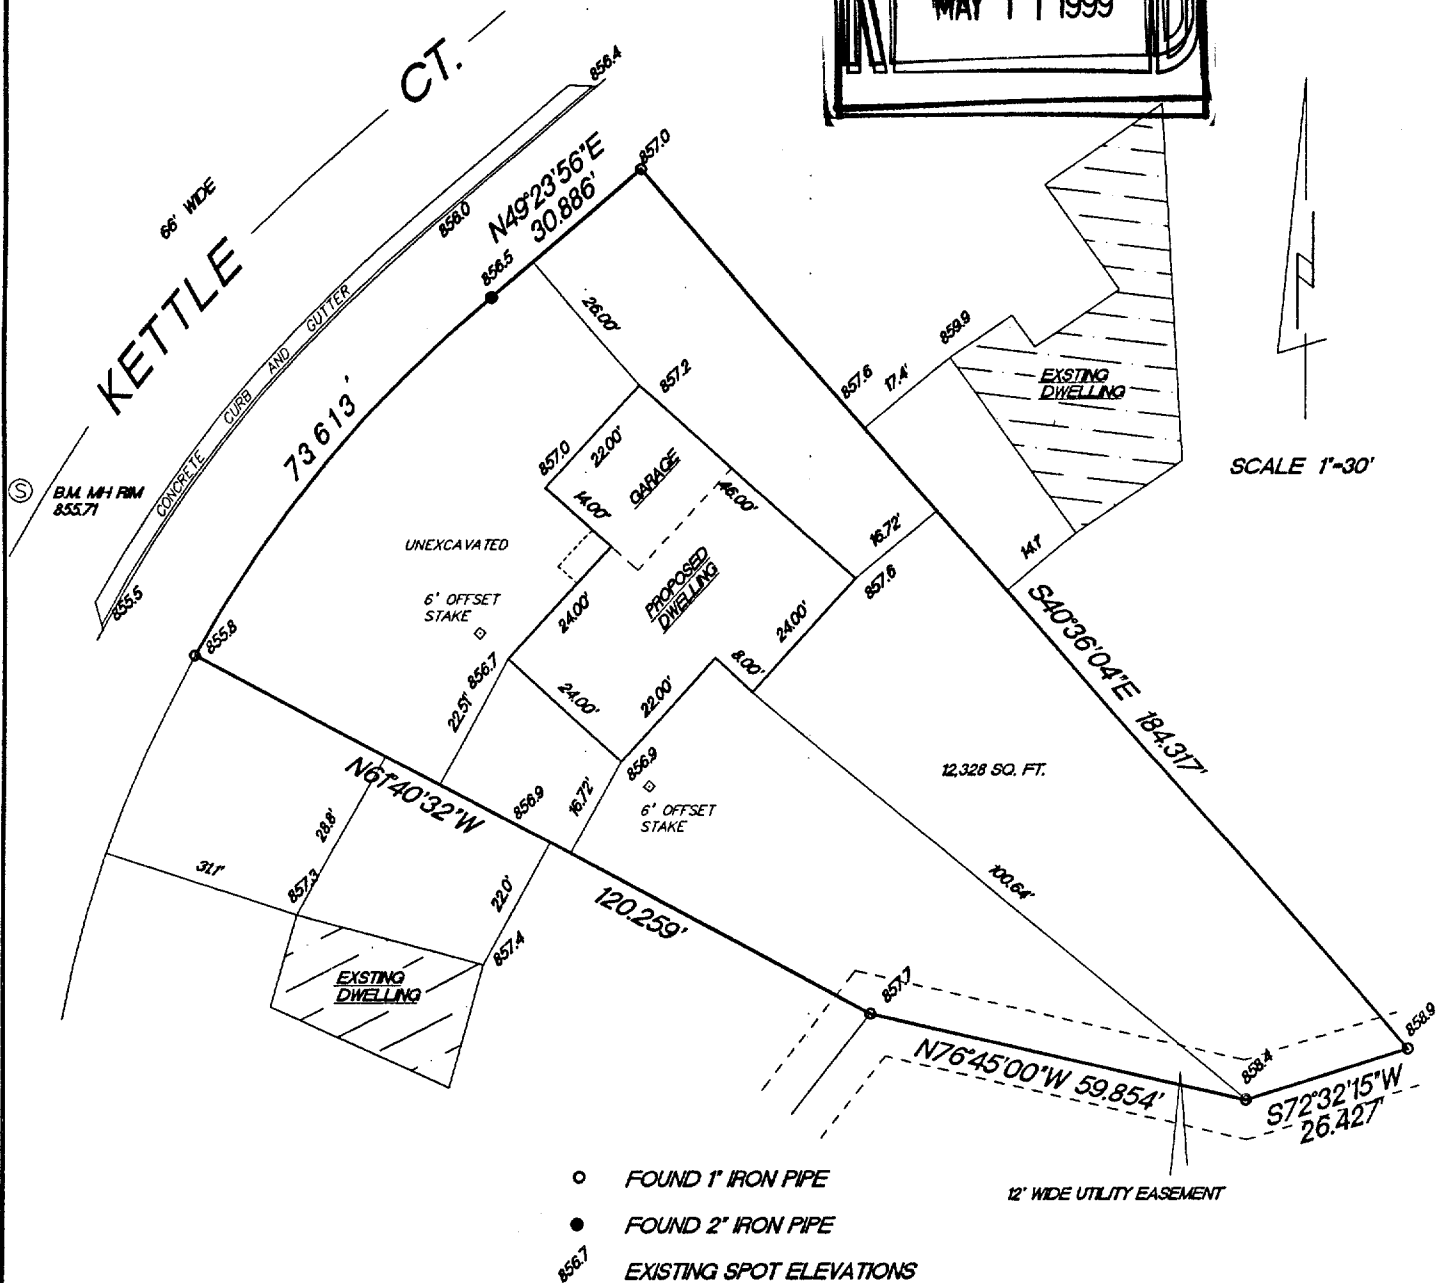 MAY 11 1999
KETTLE CT.
66' WIDE
856.4
857.0
N49°23'56"E
30.886'
856.0
856.5
CONCRETE CURB AND GUTTER
26.00'
73.613'
857.2
857.6
17.4'
859.9
EXSTING
DWELLING
SCALE 1"=30'
B.M. MH RIM
855.71
S
857.0
22.00'
GARAGE
14.00'
46.00'
UNEXCAVATED
16.72'
14.1'
PROPOSED
DWELLING
857.6
S40°36'04"E 184.317'
855.5
6' OFFSET
STAKE
24.00'
24.00'
855.8
856.7
8.00'
22.51'
24.00'
22.00'
N61°40'32"W
120.259'
856.9
856.9
16.72'
12,328 SQ. FT.
6' OFFSET
STAKE
28.8'
31.1'
857.3
22.0'
100.64'
857.4
EXSTING
DWELLING
857.7
858.9
858.4
N76°45'00"W 59.854'
S72°32'15"W
26.427'
12' WIDE UTILITY EASEMENT
FOUND 1" IRON PIPE
FOUND 2" IRON PIPE
856.7 EXISTING SPOT ELEVATIONS